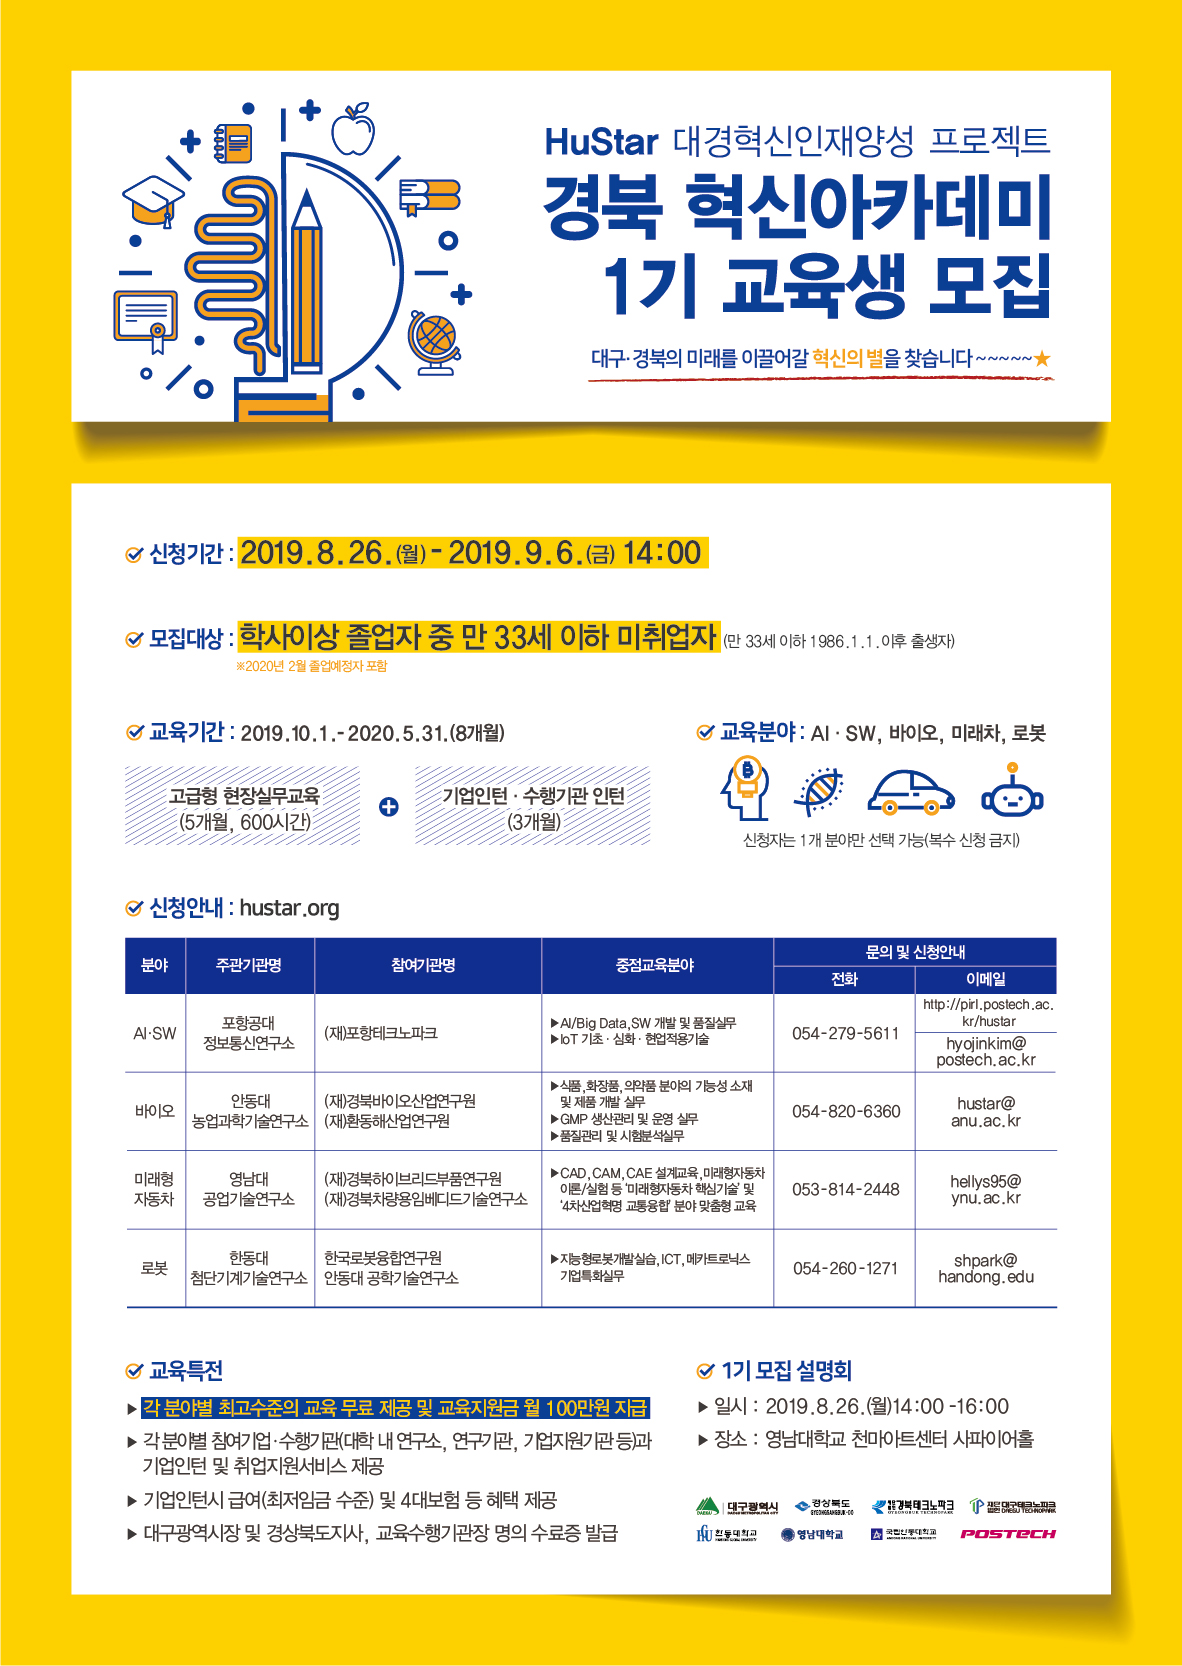 HuStar 대경혁신인재양성 프로젝트
경북 혁신아카데미
1기 교육생 모집
대구·경북의 미래를 이끌어갈 혁신의 별을 찾습니다~~~~~★
신청기간 : 2019.8.26.(월) - 2019.9.6.(금) 14:00
모집대상 : 학사이상 졸업자 중 만 33세 이하 미취업자 (만 33세 이하 1986.1.1.이후 출생자)
※2020년 2월 졸업예정자 포함
교육기간 : 2019.10.1.-2020.5.31.(8개월)
고급형 현장실무교육
(5개월, 600시간)
기업인턴·수행기관 인턴
(3개월)
교육분야 : AI·SW, 바이오, 미래차, 로봇
신청자는 1개 분야만 선택 가능(복수 신청 금지)
신청안내 : hustar.org
분야 주관기관명 참여기관명 중점교육분야 문의 및 신청안내
전화 이메일
AI·SW
포항공대
정보통신연구소
(재)포항테크노파크
▶AI/Big Data,SW 개발 및 품질실무
▶IoT 기초·심화·현업적용기술
054-279-5611
http://pirl.postech.ac.
kr/hustar
hyojinkim@
postech.ac.kr
바이오
안동대
농업과학기술연구소
(재)경북바이오산업연구원
(재)환동해산업연구원
▶식품,화장품,의약품 분야의 기능성 소재
및 제품 개발 실무
▶GMP 생산관리 및 운영 실무
▶품질관리 및 시험분석실무
054-820-6360
hustar@
anu.ac.kr
미래형
자동차
영남대
공업기술연구소
(재)경북하이브리드부품연구원
(재)경북차량용임베디드기술연구소
▶CAD, CAM, CAE 설계교육,미래형자동차
이론/실험 등 '미래형자동차 핵심기술' 및
'4차산업혁명 교통융합' 분야 맞춤형 교육
053-814-2448
hellys95@
ynu.ac.kr
로봇
한동대
첨단기계기술연구소
한국로봇융합연구원
안동대 공학기술연구소
▶지능형로봇개발실습, ICT, 메카트로닉스
기업특화실무
054-260-1271
shpark@
handong.edu
교육특전
▶ 각 분야별 최고수준의 교육 무료 제공 및 교육지원금 월 100만원 지급
▶ 각 분야별 참여기업·수행기관(대학 내 연구소, 연구기관, 기업지원기관 등)과
기업인턴 및 취업지원서비스 제공
▶ 기업인턴시 급여(최저임금 수준) 및 4대보험 등 혜택 제공
▶ 대구광역시장 및 경상북도지사, 교육수행기관장 명의 수료증 발급
1기 모집 설명회
▶ 일시 : 2019.8.26.(월)14:00 -16:00
▶ 장소 : 영남대학교 천마아트센터 사파이어홀
DAEGU 대구광역시 DAEGU METROPOLITAN CITY
경상북도 GYEONGSANGBUK-DO
재단법인 경북테크노파크 GYEONGBUK TECHNOPARK
재단법인 대구테크노파크 DAEGU TECHNOPARK
한동대학교
영남대학교
국립안동대학교
POSTECH